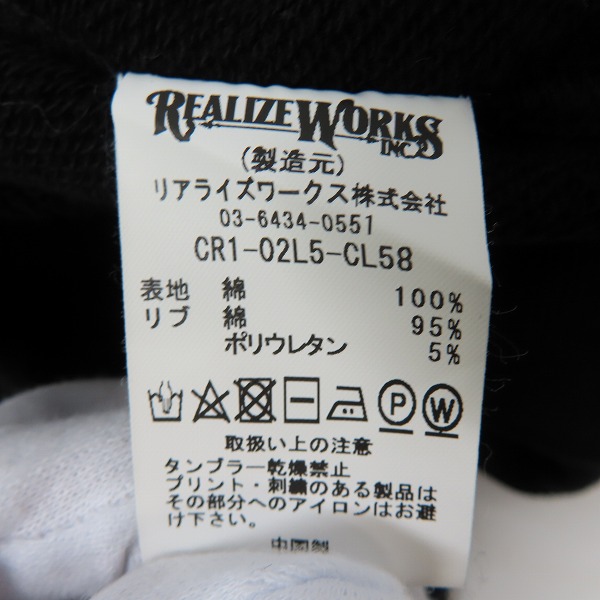 REALIZEWORKS
INC.
(製造元)
リアライズワークス株式会社
03-6434-0551
CR1-02L5-CL58
表地 綿 100%
リブ 綿 95%
ポリウレタン 5%
P W
取扱い上の注意
タンブラー乾燥禁止
プリント・刺繍のある製品は
その部分へのアイロンはお避
け下さい。
中国製